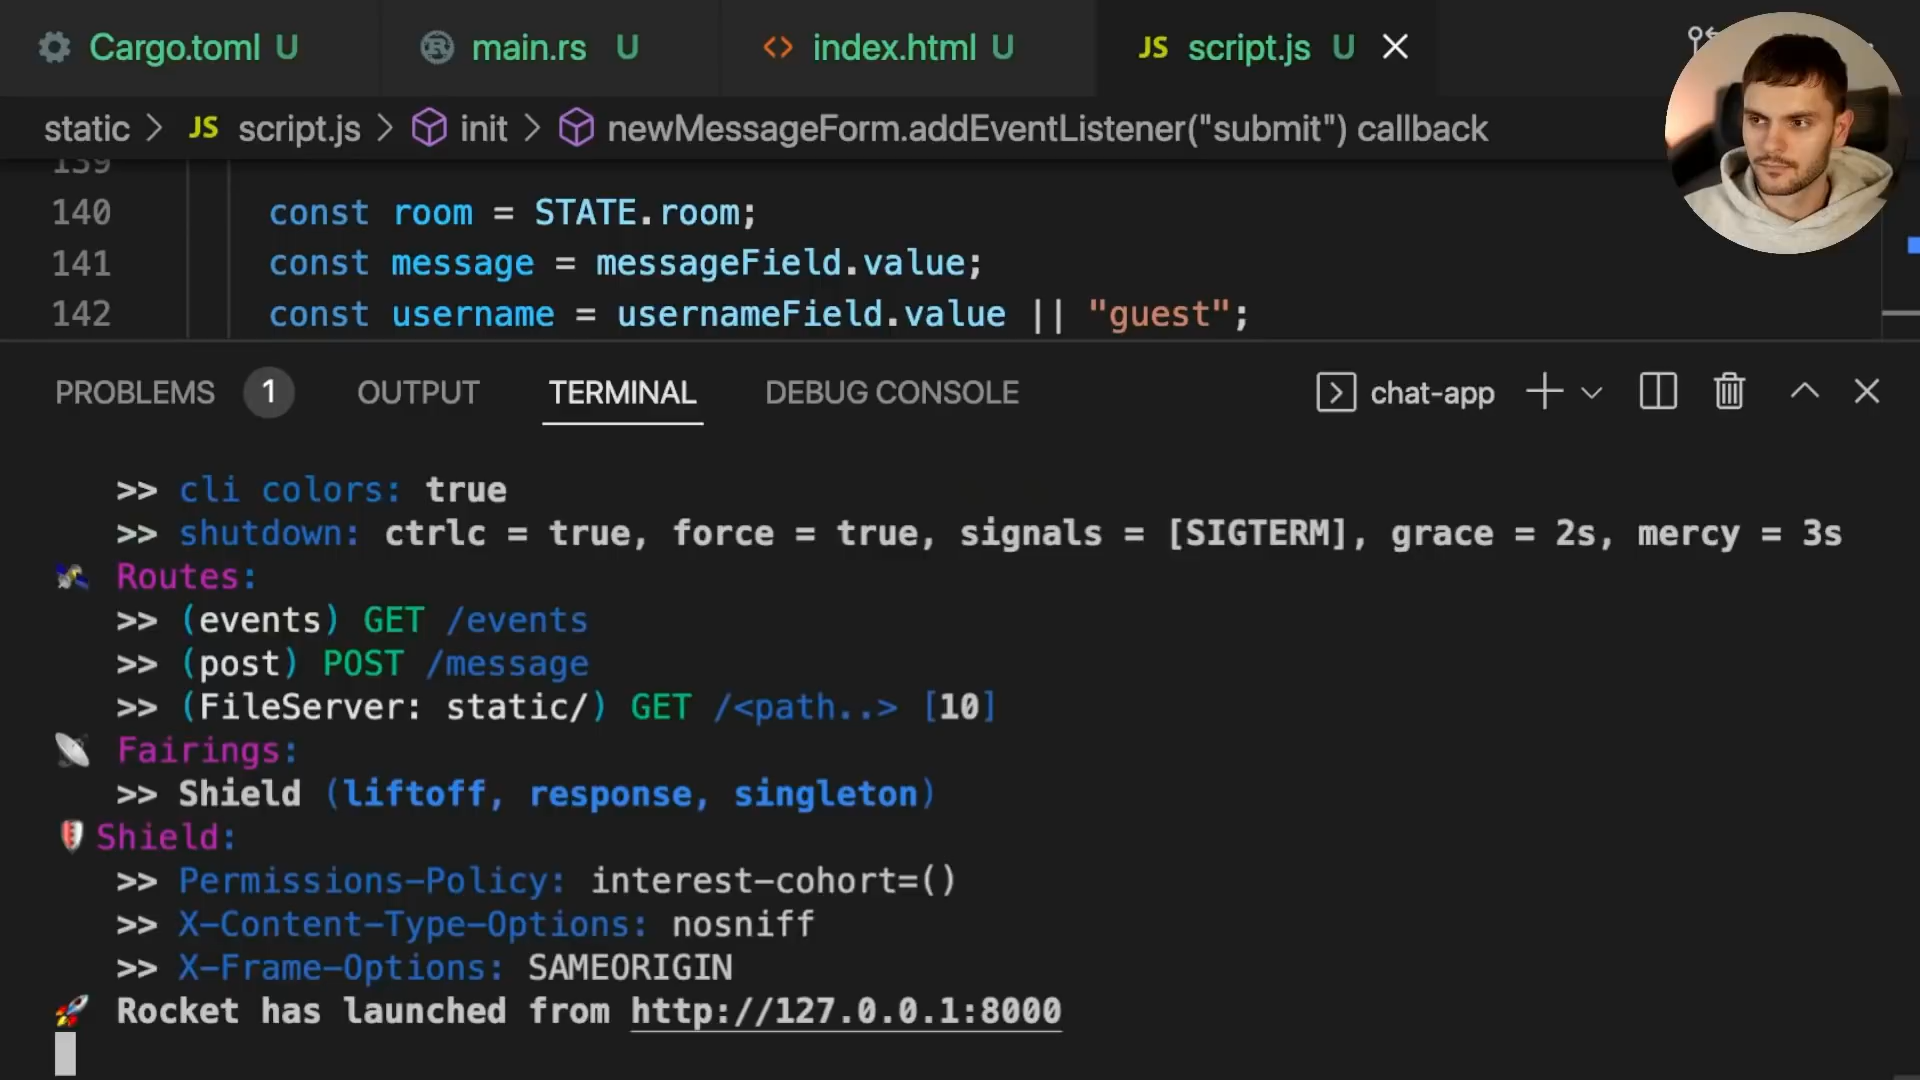 Cargo.toml U main.rs U index.html U JS script.js U
static > JS script.js > init > newMessageForm.addEventListener("submit") callback
139
140 const room = STATE.room;
141 const message = messageField.value;
142 const username = usernameField.value || "guest";
PROBLEMS 1 OUTPUT TERMINAL DEBUG CONSOLE chat-app
>> cli colors: true
>> shutdown: ctrlc = true, force = true, signals = [SIGTERM], grace = 2s, mercy = 3s
Routes:
>> (events) GET /events
>> (post) POST /message
>> (FileServer: static/) GET /<path..> [10]
Fairings:
>> Shield (liftoff, response, singleton)
Shield:
>> Permissions-Policy: interest-cohort=()
>> X-Content-Type-Options: nosniff
>> X-Frame-Options: SAMEORIGIN
Rocket has launched from http://127.0.0.1:8000